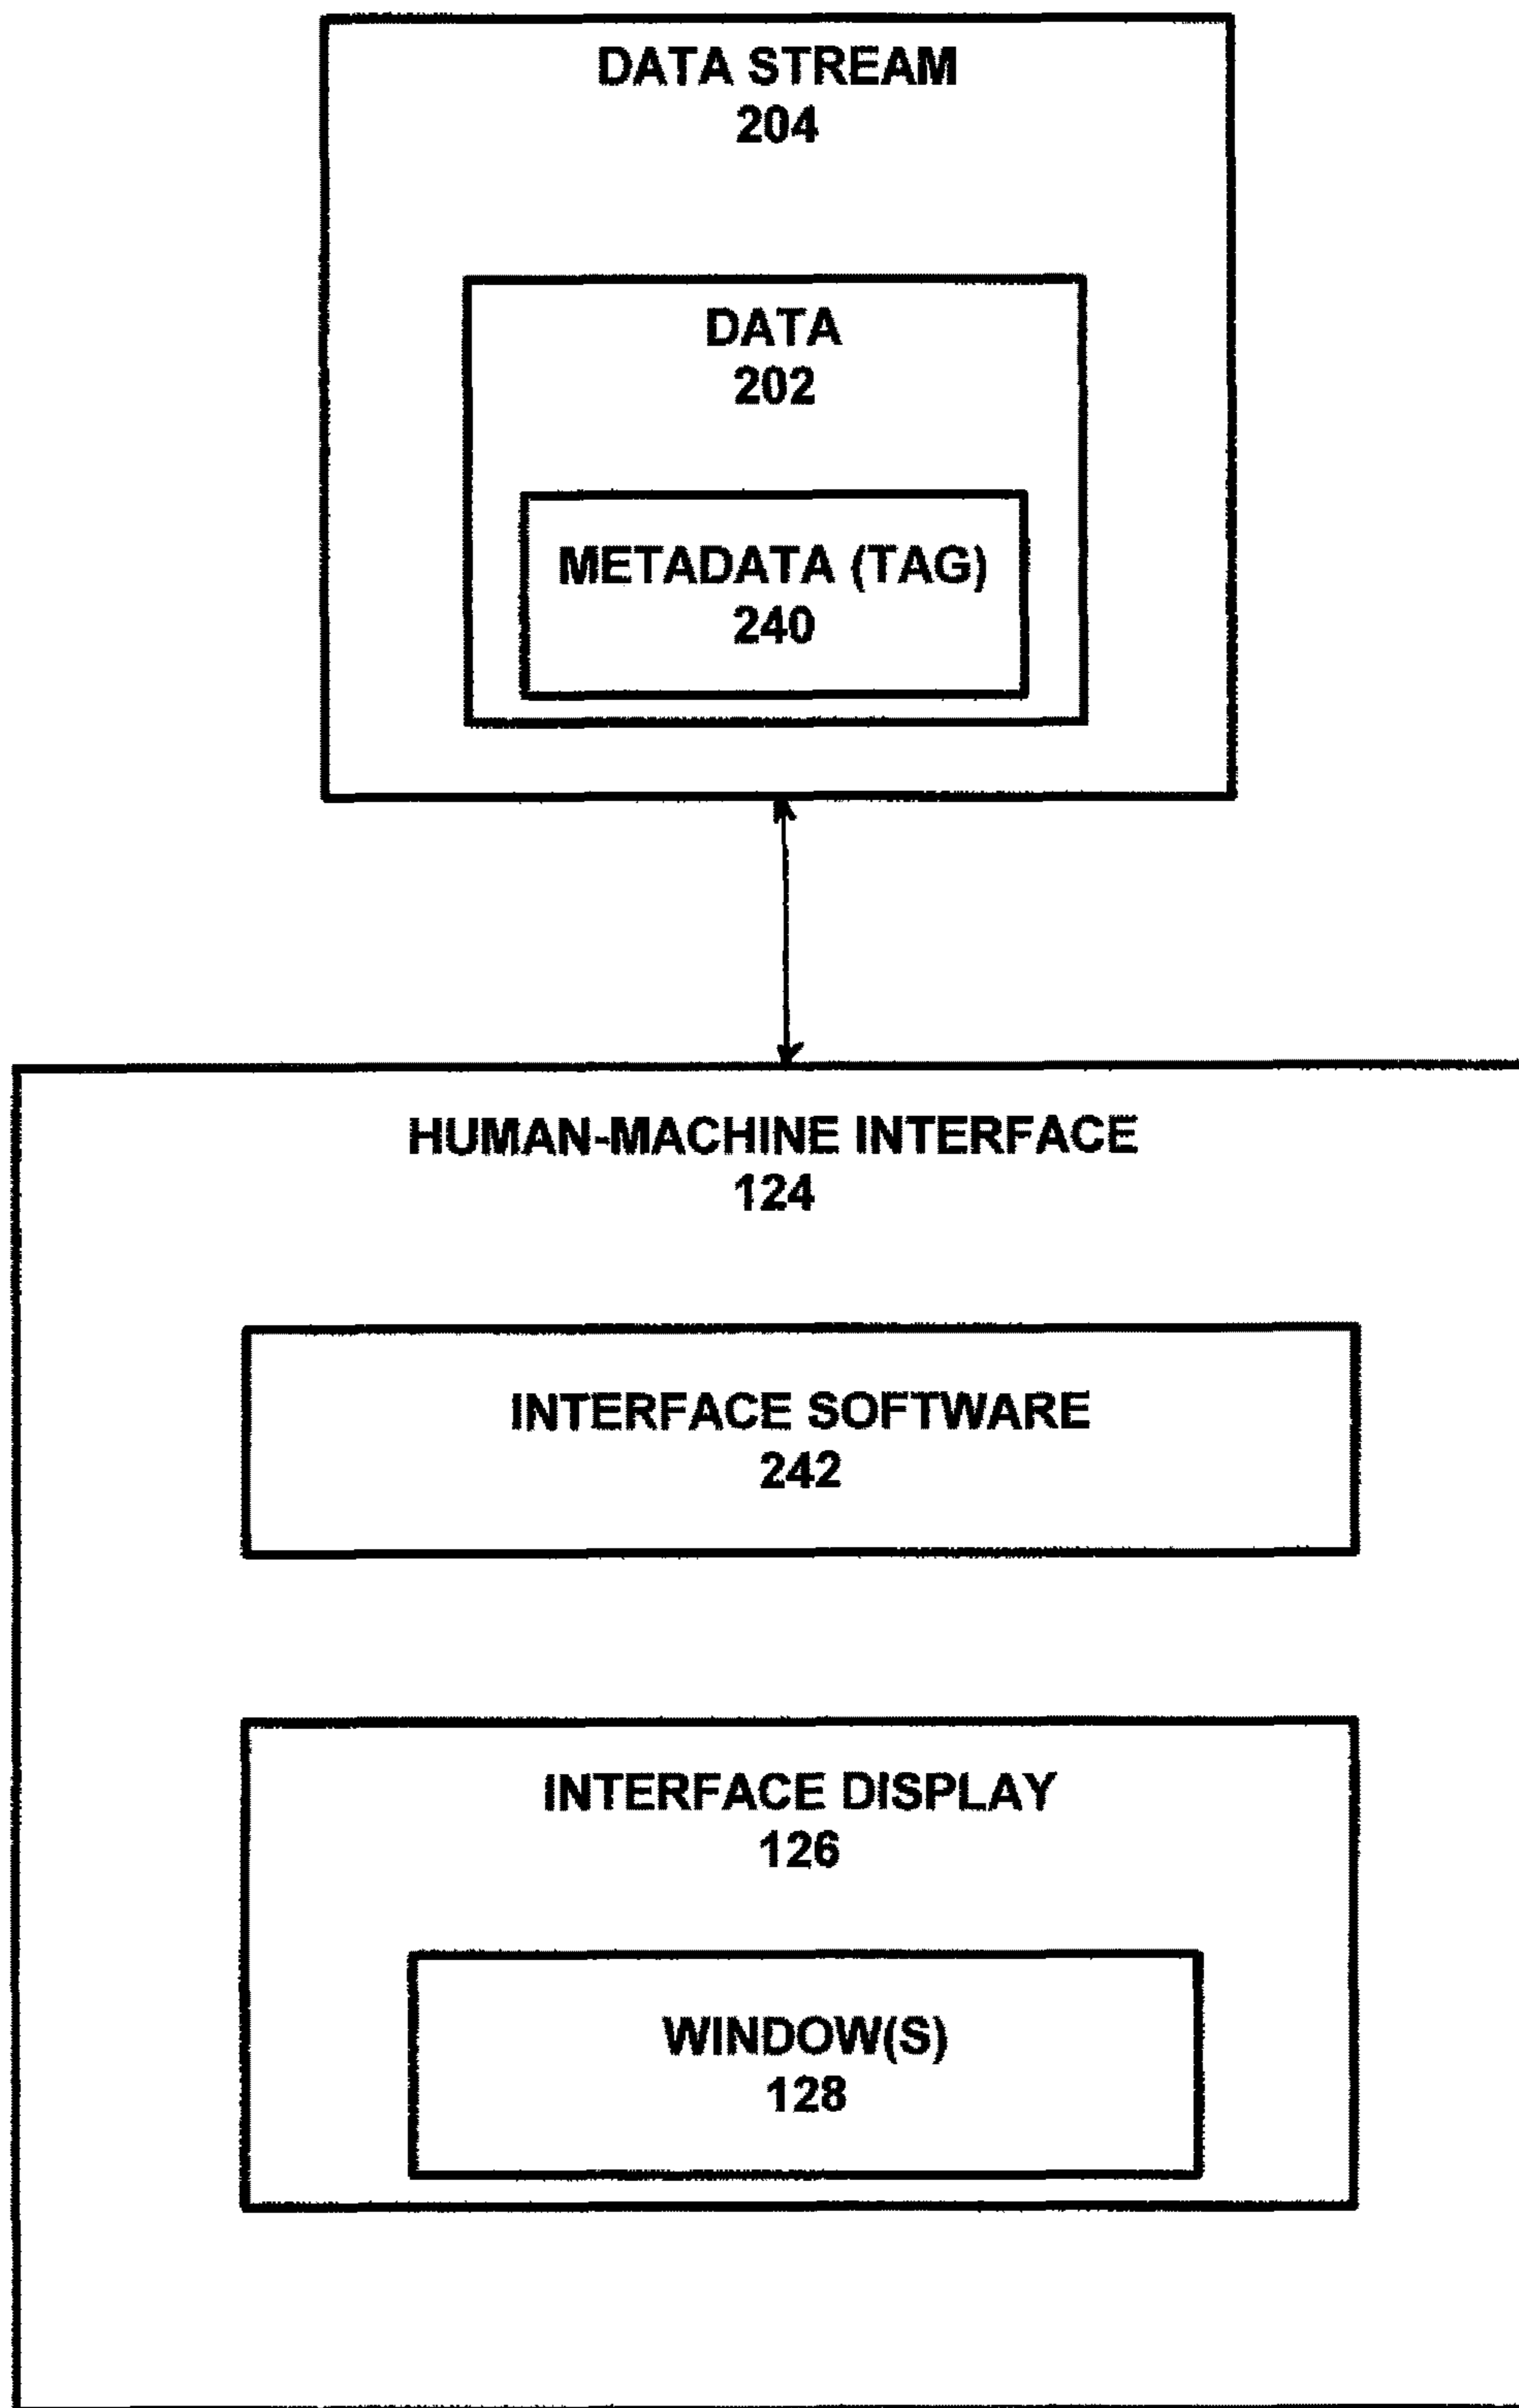 DATA STREAM
204
DATA
202
METADATA (TAG)
240
HUMAN-MACHINE INTERFACE
124
INTERFACE SOFTWARE
242
INTERFACE DISPLAY
126
WINDOW(S)
128